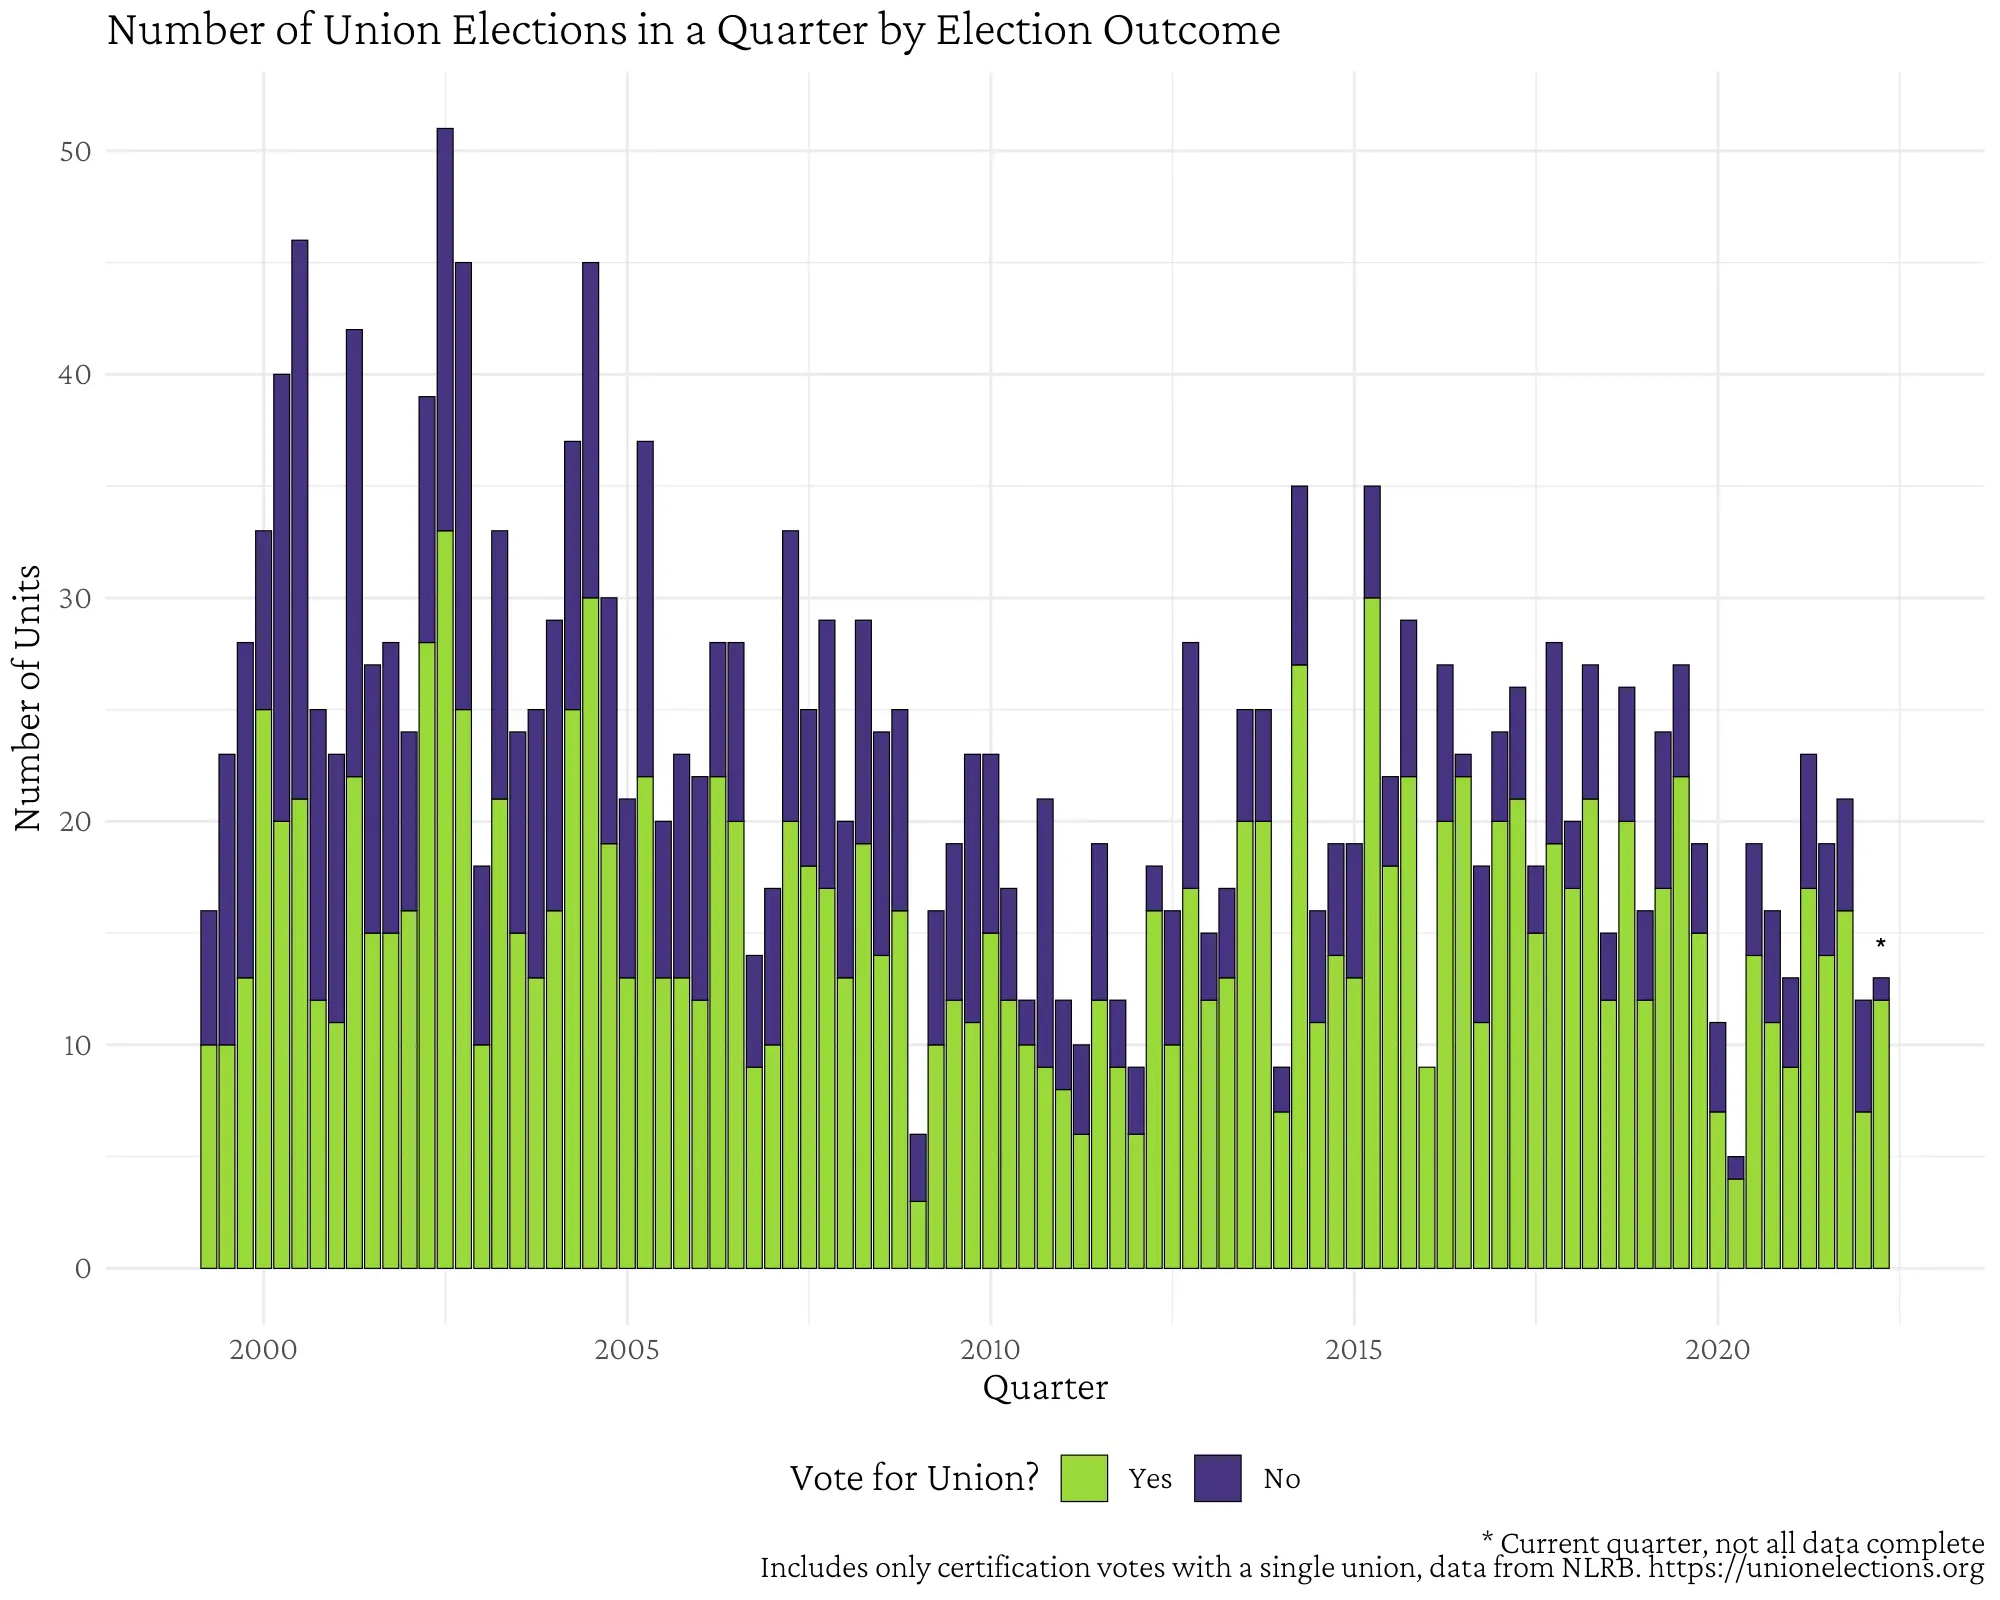 Number of Union Elections in a Quarter by Election Outcome
Number of Units
50
40
30
20
10
0
*
2000 2005 2010 2015 2020
Quarter
Vote for Union? Yes No
* Current quarter, not all data complete
Includes only certification votes with a single union, data from NLRB. https://unionelections.org